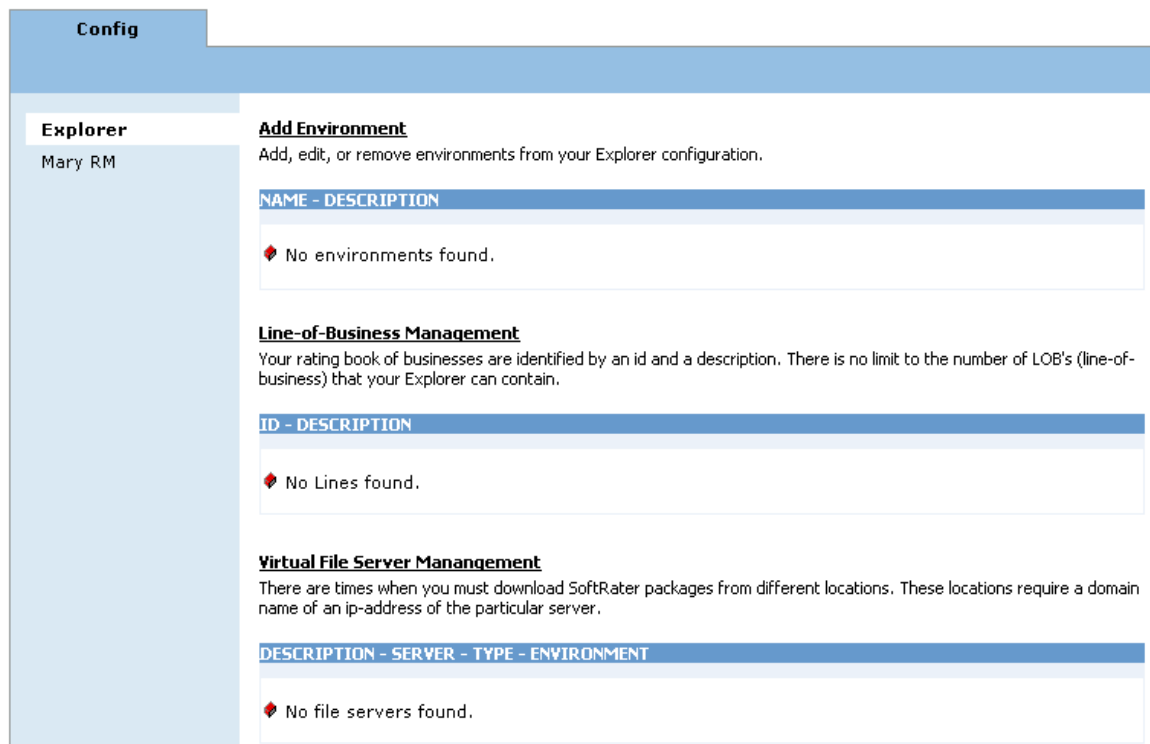 Config
Explorer
Mary RM
Add Environment
Add, edit, or remove environments from your Explorer configuration.
NAME - DESCRIPTION
No environments found.
Line-of-Business Management
Your rating book of businesses are identified by an id and a description. There is no limit to the number of LOB's (line-of-
business) that your Explorer can contain.
ID - DESCRIPTION
No Lines found.
Virtual File Server Manangement
There are times when you must download SoftRater packages from different locations. These locations require a domain
name of an ip-address of the particular server.
DESCRIPTION - SERVER - TYPE - ENVIRONMENT
No file servers found.